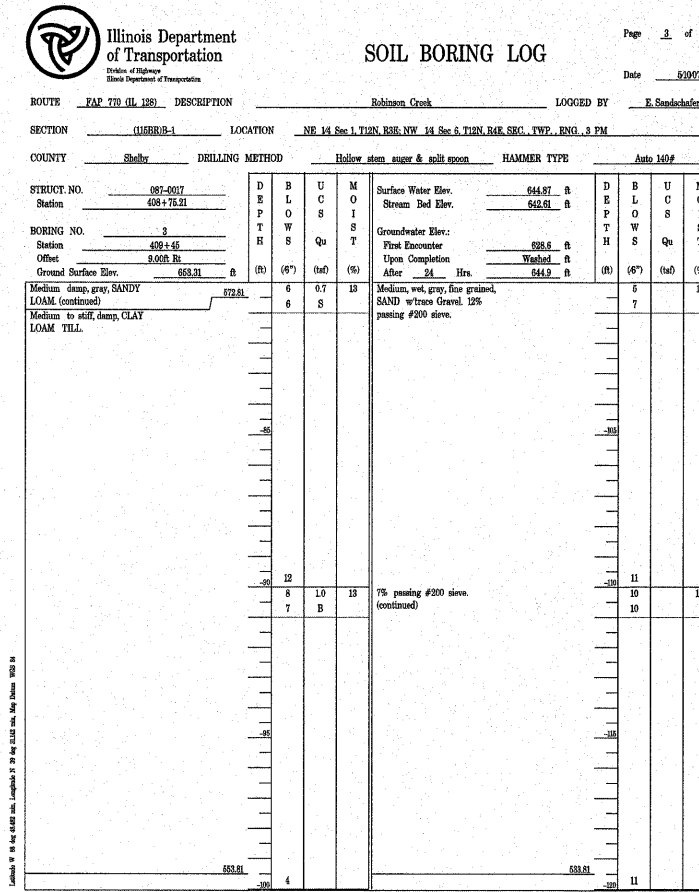 Illinois Department
of Transportation
Division of Highways
Illinois Department of Transportation
SOIL BORING LOG
Page 3 of
Date
ROUTE FAP 770 (IL 128) DESCRIPTION Robinson Creek LOGGED BY E. Sandschafer
SECTION (115BR)B-1 LOCATION NE 1/4 Sec 1, T12N, R3E; NW 1/4 Sec 6, T12N, R4E, SEC. , TWP. , RNG. , 3 PM
COUNTY Shelby DRILLING METHOD Hollow stem auger & split spoon HAMMER TYPE Auto 140#
STRUCT. NO. 087-0017
Station 408+75.21
BORING NO. 3
Station 409+45
Offset 9.00ft Rt
Ground Surface Elev. 653.31 ft
DEPTH (ft)
BLOWS (/6")
UCS Qu (tsf)
MOIST (%)
Surface Water Elev. 644.87 ft
Stream Bed Elev. 642.61 ft
Groundwater Elev.:
First Encounter 628.6 ft
Upon Completion Washed ft
After 24 Hrs. 644.9 ft
DEPTH (ft)
BLOWS (/6")
UCS Qu (tsf)
Medium damp, gray, SANDY 6 0.7 13
LOAM. (continued) 572.81 6 S
Medium to stiff, damp, CLAY
LOAM TILL.
-85
12
-90
8 1.0 13
7 B
-95
553.81
4
-100
Medium, wet, gray, fine grained, 5
SAND w/trace Gravel. 12% 7
passing #200 sieve.
-105
11
-110
7% passing #200 sieve. 10
(continued) 10
-115
533.81
11
-120